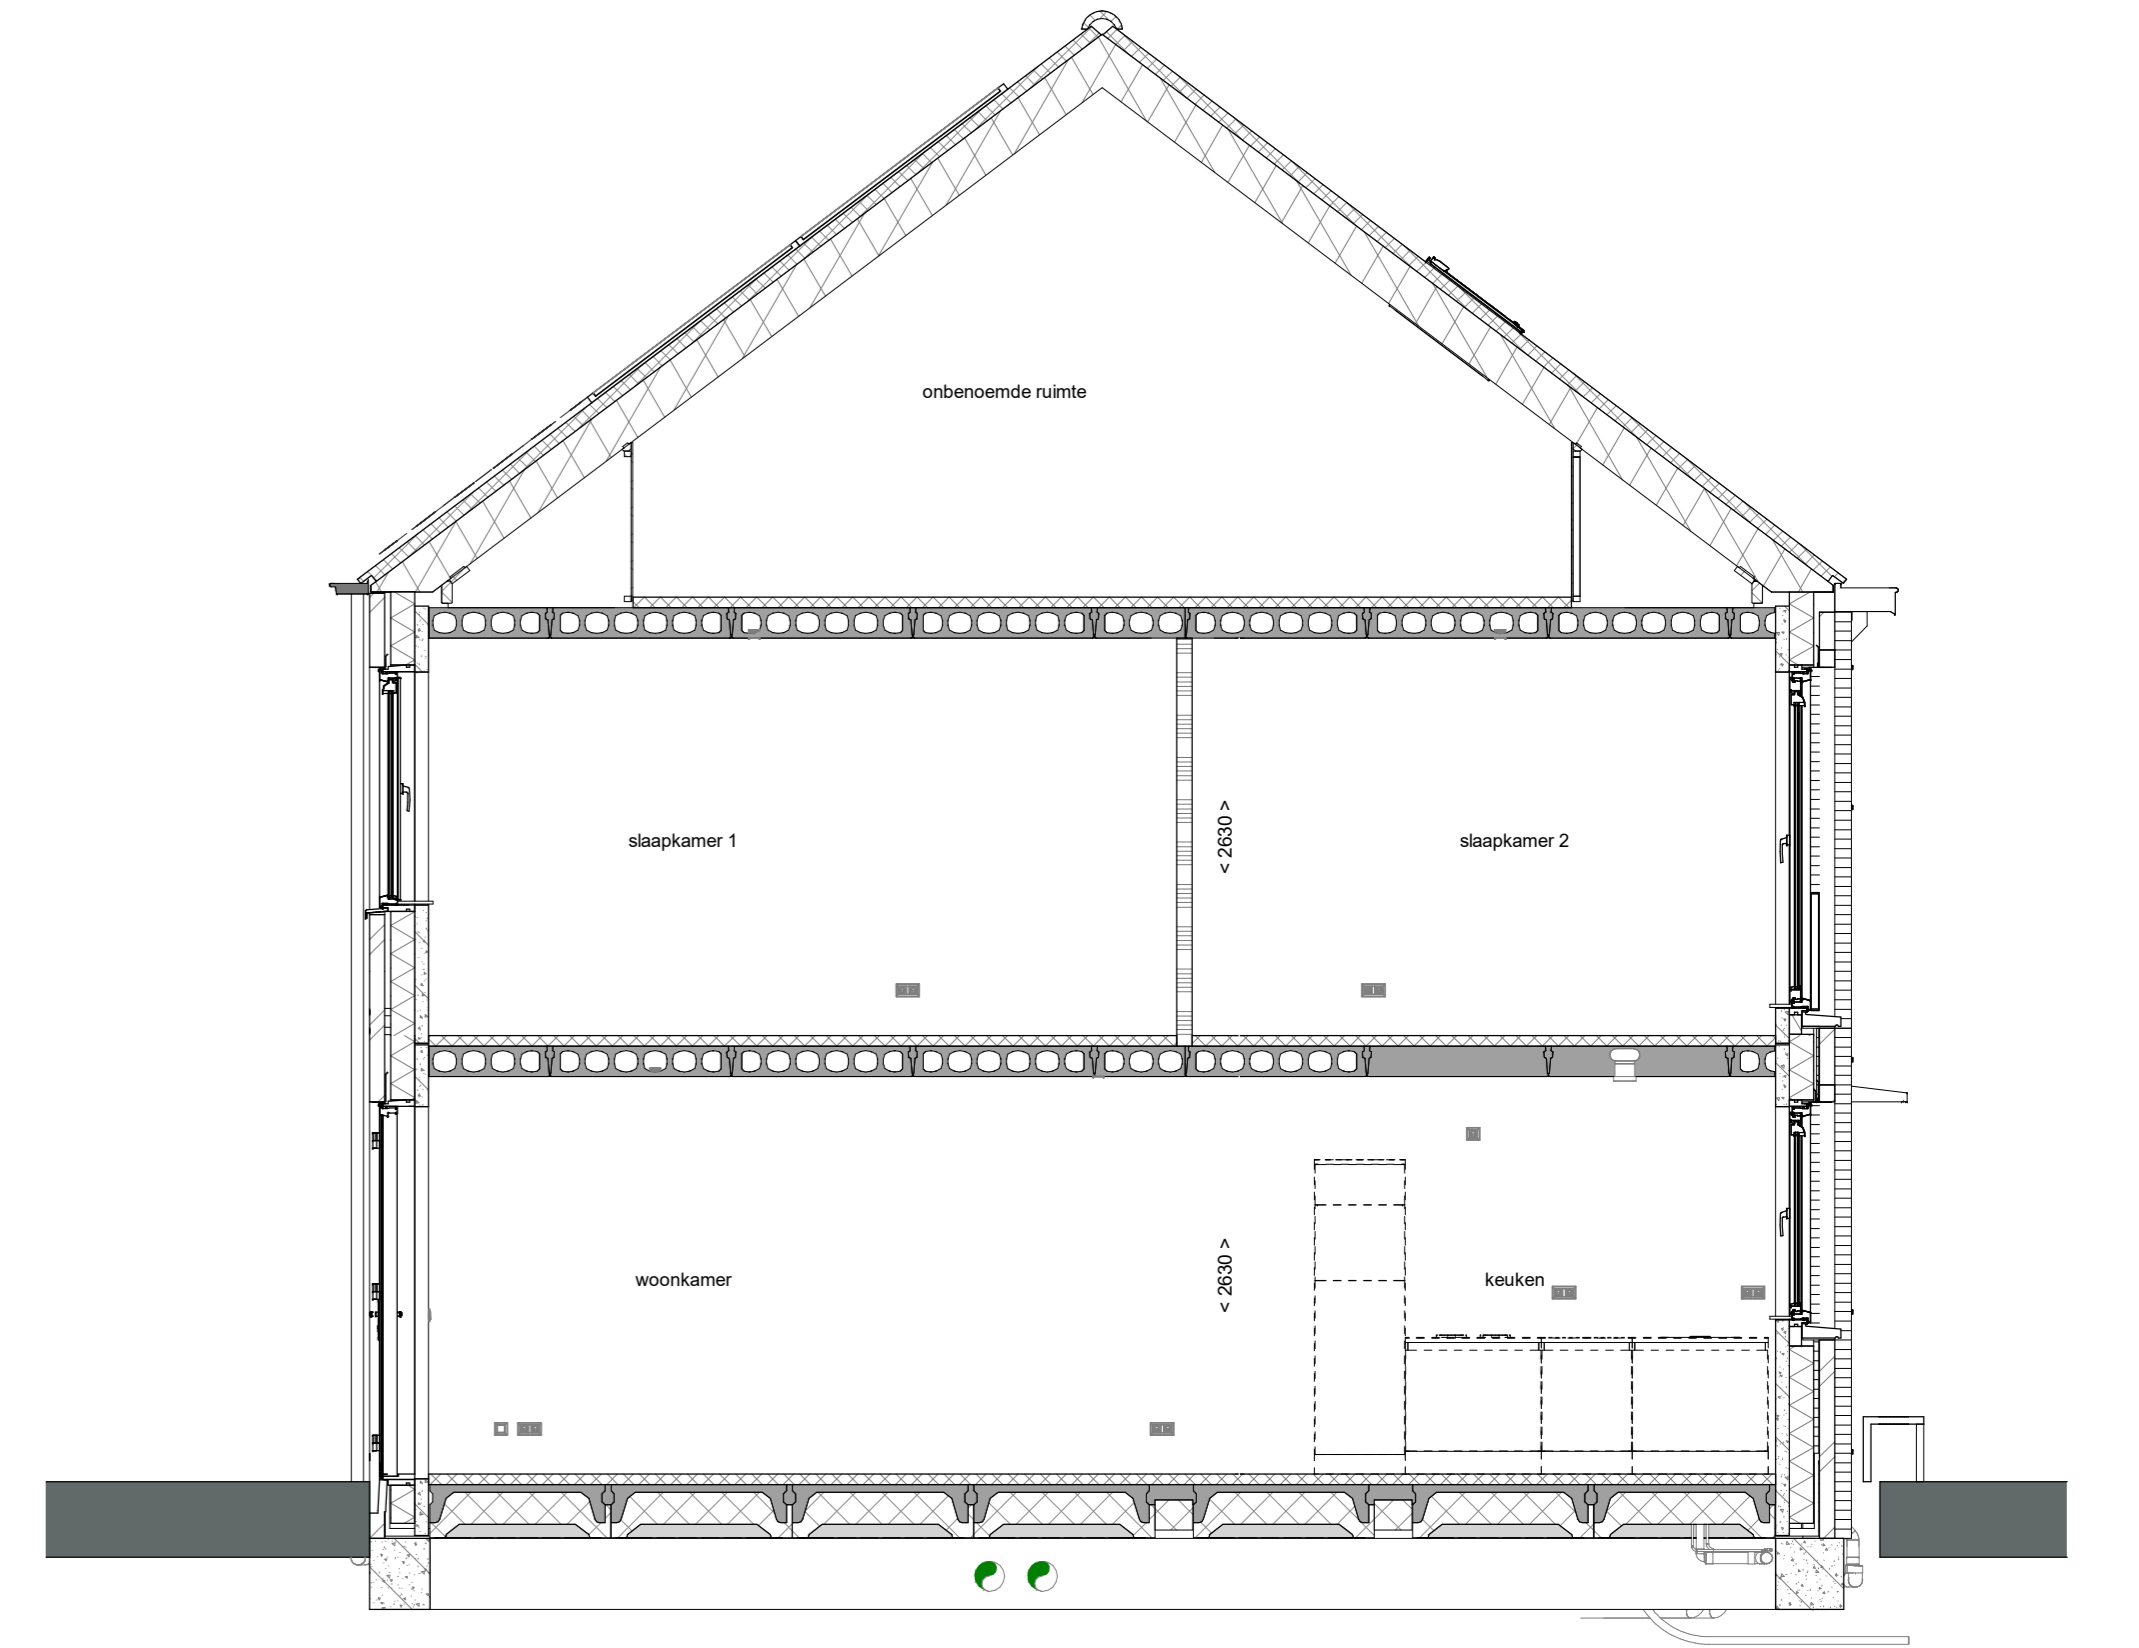 onbenoemde ruimte
slaapkamer 1
< 2630 >
slaapkamer 2
woonkamer
< 2630 >
keuken